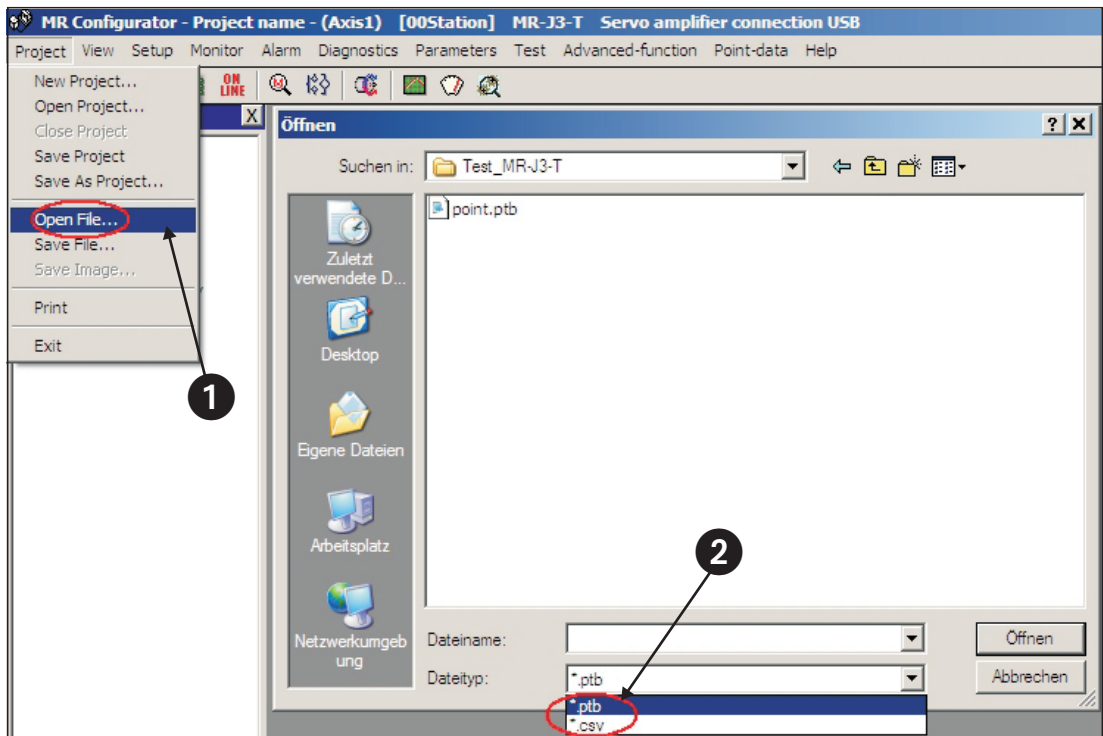 MR Configurator - Project name - (Axis1) [00Station] MR-J3-T Servo amplifier connection USB
Project View Setup Monitor Alarm Diagnostics Parameters Test Advanced-function Point-data Help
New Project...
Open Project...
Close Project
Save Project
Save As Project...
Open File...
Save File...
Save Image...
Print
Exit
ON LINE
X
1
Öffnen
? X
Suchen in: Test_MR-J3-T
point.ptb
Zuletzt
verwendete D...
Desktop
Eigene Dateien
Arbeitsplatz
Netzwerkumgeb
ung
2
Dateiname:
Öffnen
Dateityp: *.ptb
Abbrechen
*.ptb
*.csv